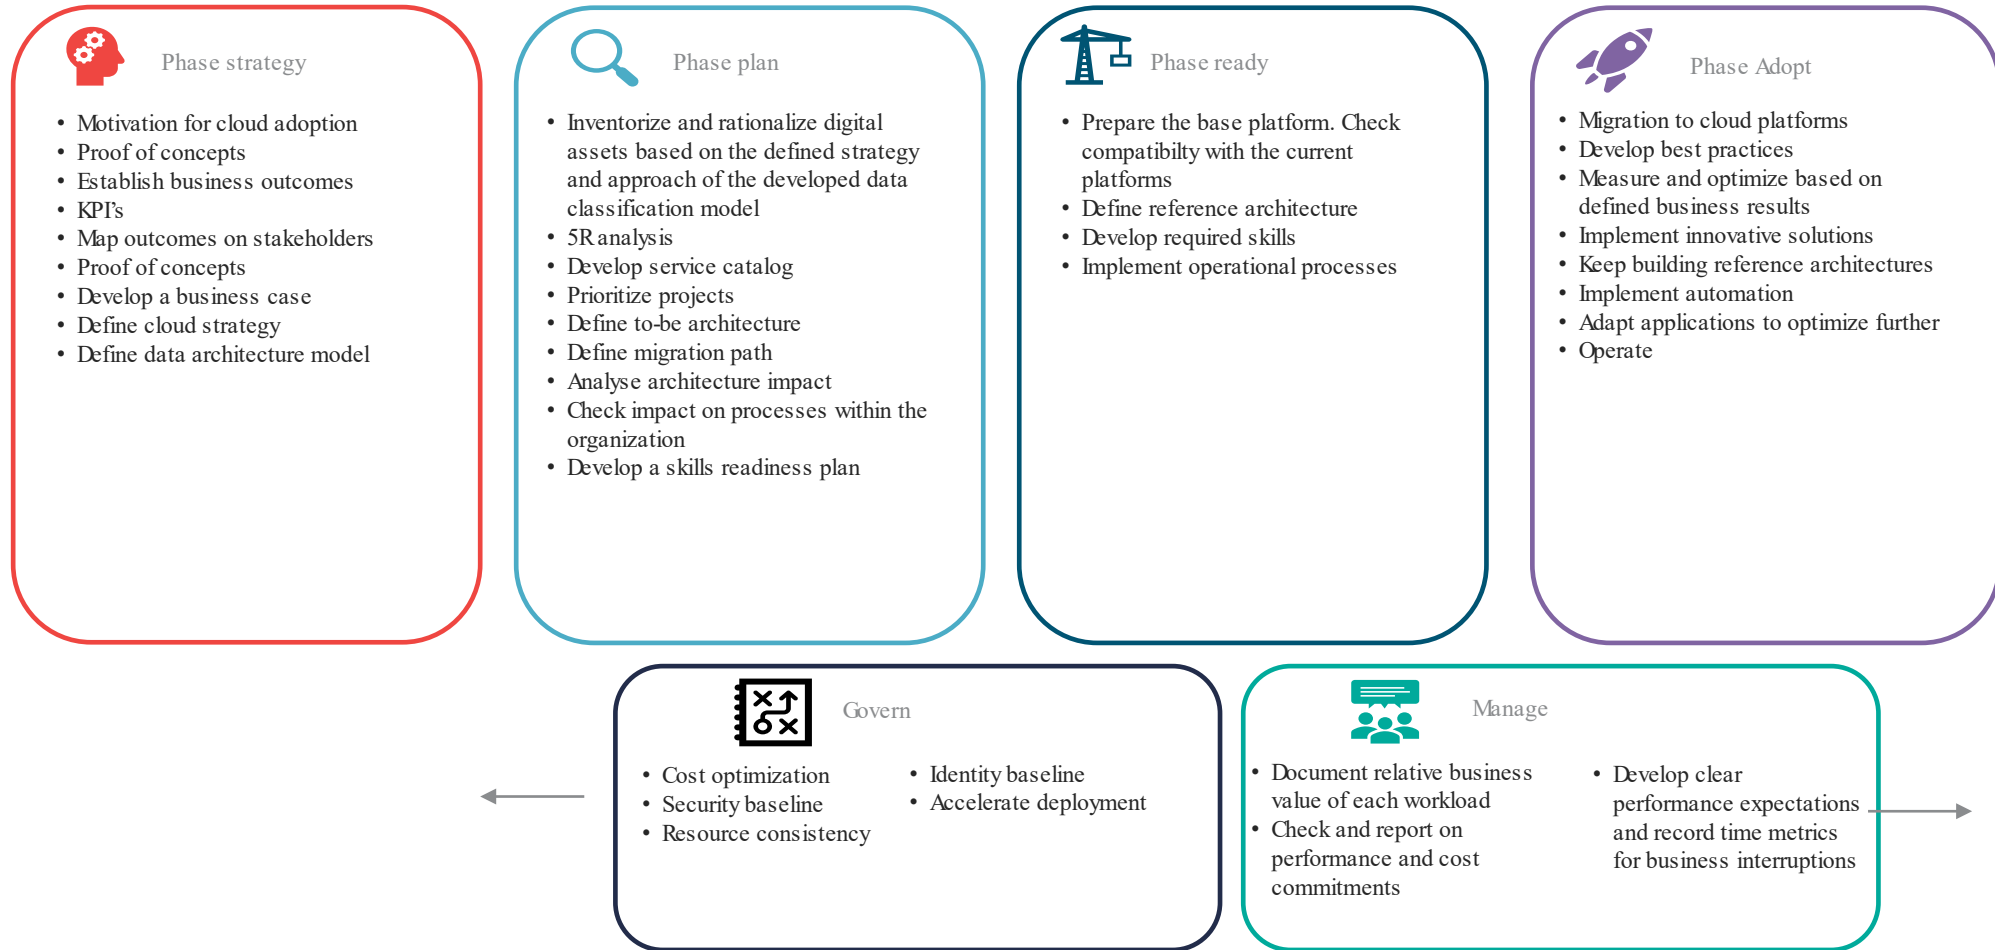 Phase strategy
• Motivation for cloud adoption
• Proof of concepts
• Establish business outcomes
• KPI's
• Map outcomes on stakeholders
• Proof of concepts
• Develop a business case
• Define cloud strategy
• Define data architecture model
Phase plan
• Inventorize and rationalize digital
assets based on the defined strategy
and approach of the developed data
classification model
• 5R analysis
• Develop service catalog
• Prioritize projects
• Define to-be architecture
• Define migration path
• Analyse architecture impact
• Check impact on processes within the
organization
• Develop a skills readiness plan
Phase ready
• Prepare the base platform. Check
compatibilty with the current
platforms
• Define reference architecture
• Develop required skills
• Implement operational processes
Phase Adopt
• Migration to cloud platforms
• Develop best practices
• Measure and optimize based on
defined business results
• Implement innovative solutions
• Keep building reference architectures
• Implement automation
• Adapt applications to optimize further
• Operate
Govern
• Cost optimization
• Security baseline
• Resource consistency
• Identity baseline
• Accelerate deployment
Manage
• Document relative business
value of each workload
• Check and report on
performance and cost
commitments
• Develop clear
performance expectations
and record time metrics
for business interruptions